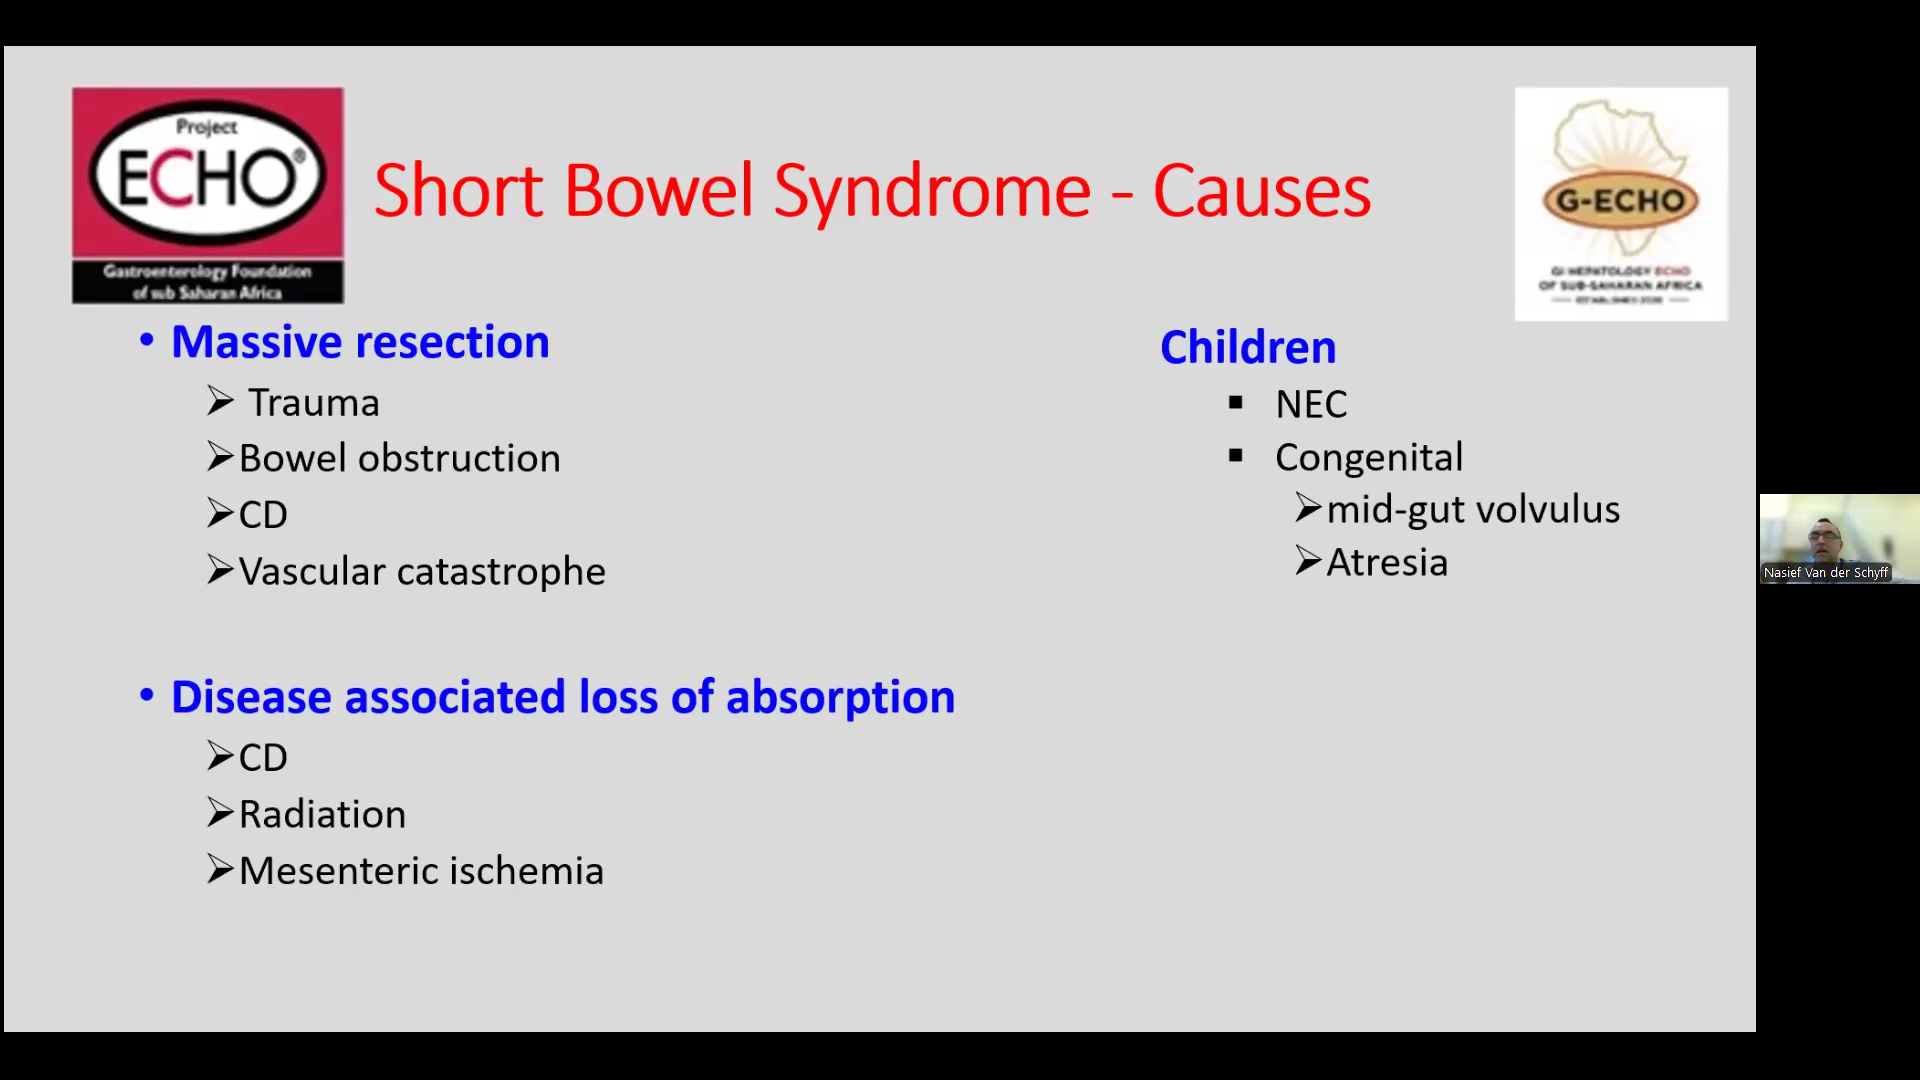 Project
ECHO®
Gastroenterology Foundation
of sub Saharan Africa
Short Bowel Syndrome - Causes
G-ECHO
GI HEPATOLOGY ECHO
OF SUB-SAHARAN AFRICA
• Massive resection
➢ Trauma
➢Bowel obstruction
➢CD
➢Vascular catastrophe
• Disease associated loss of absorption
➢CD
➢Radiation
➢Mesenteric ischemia
Children
▪ NEC
▪ Congenital
➢mid-gut volvulus
➢Atresia
Nasief Van der Schyff